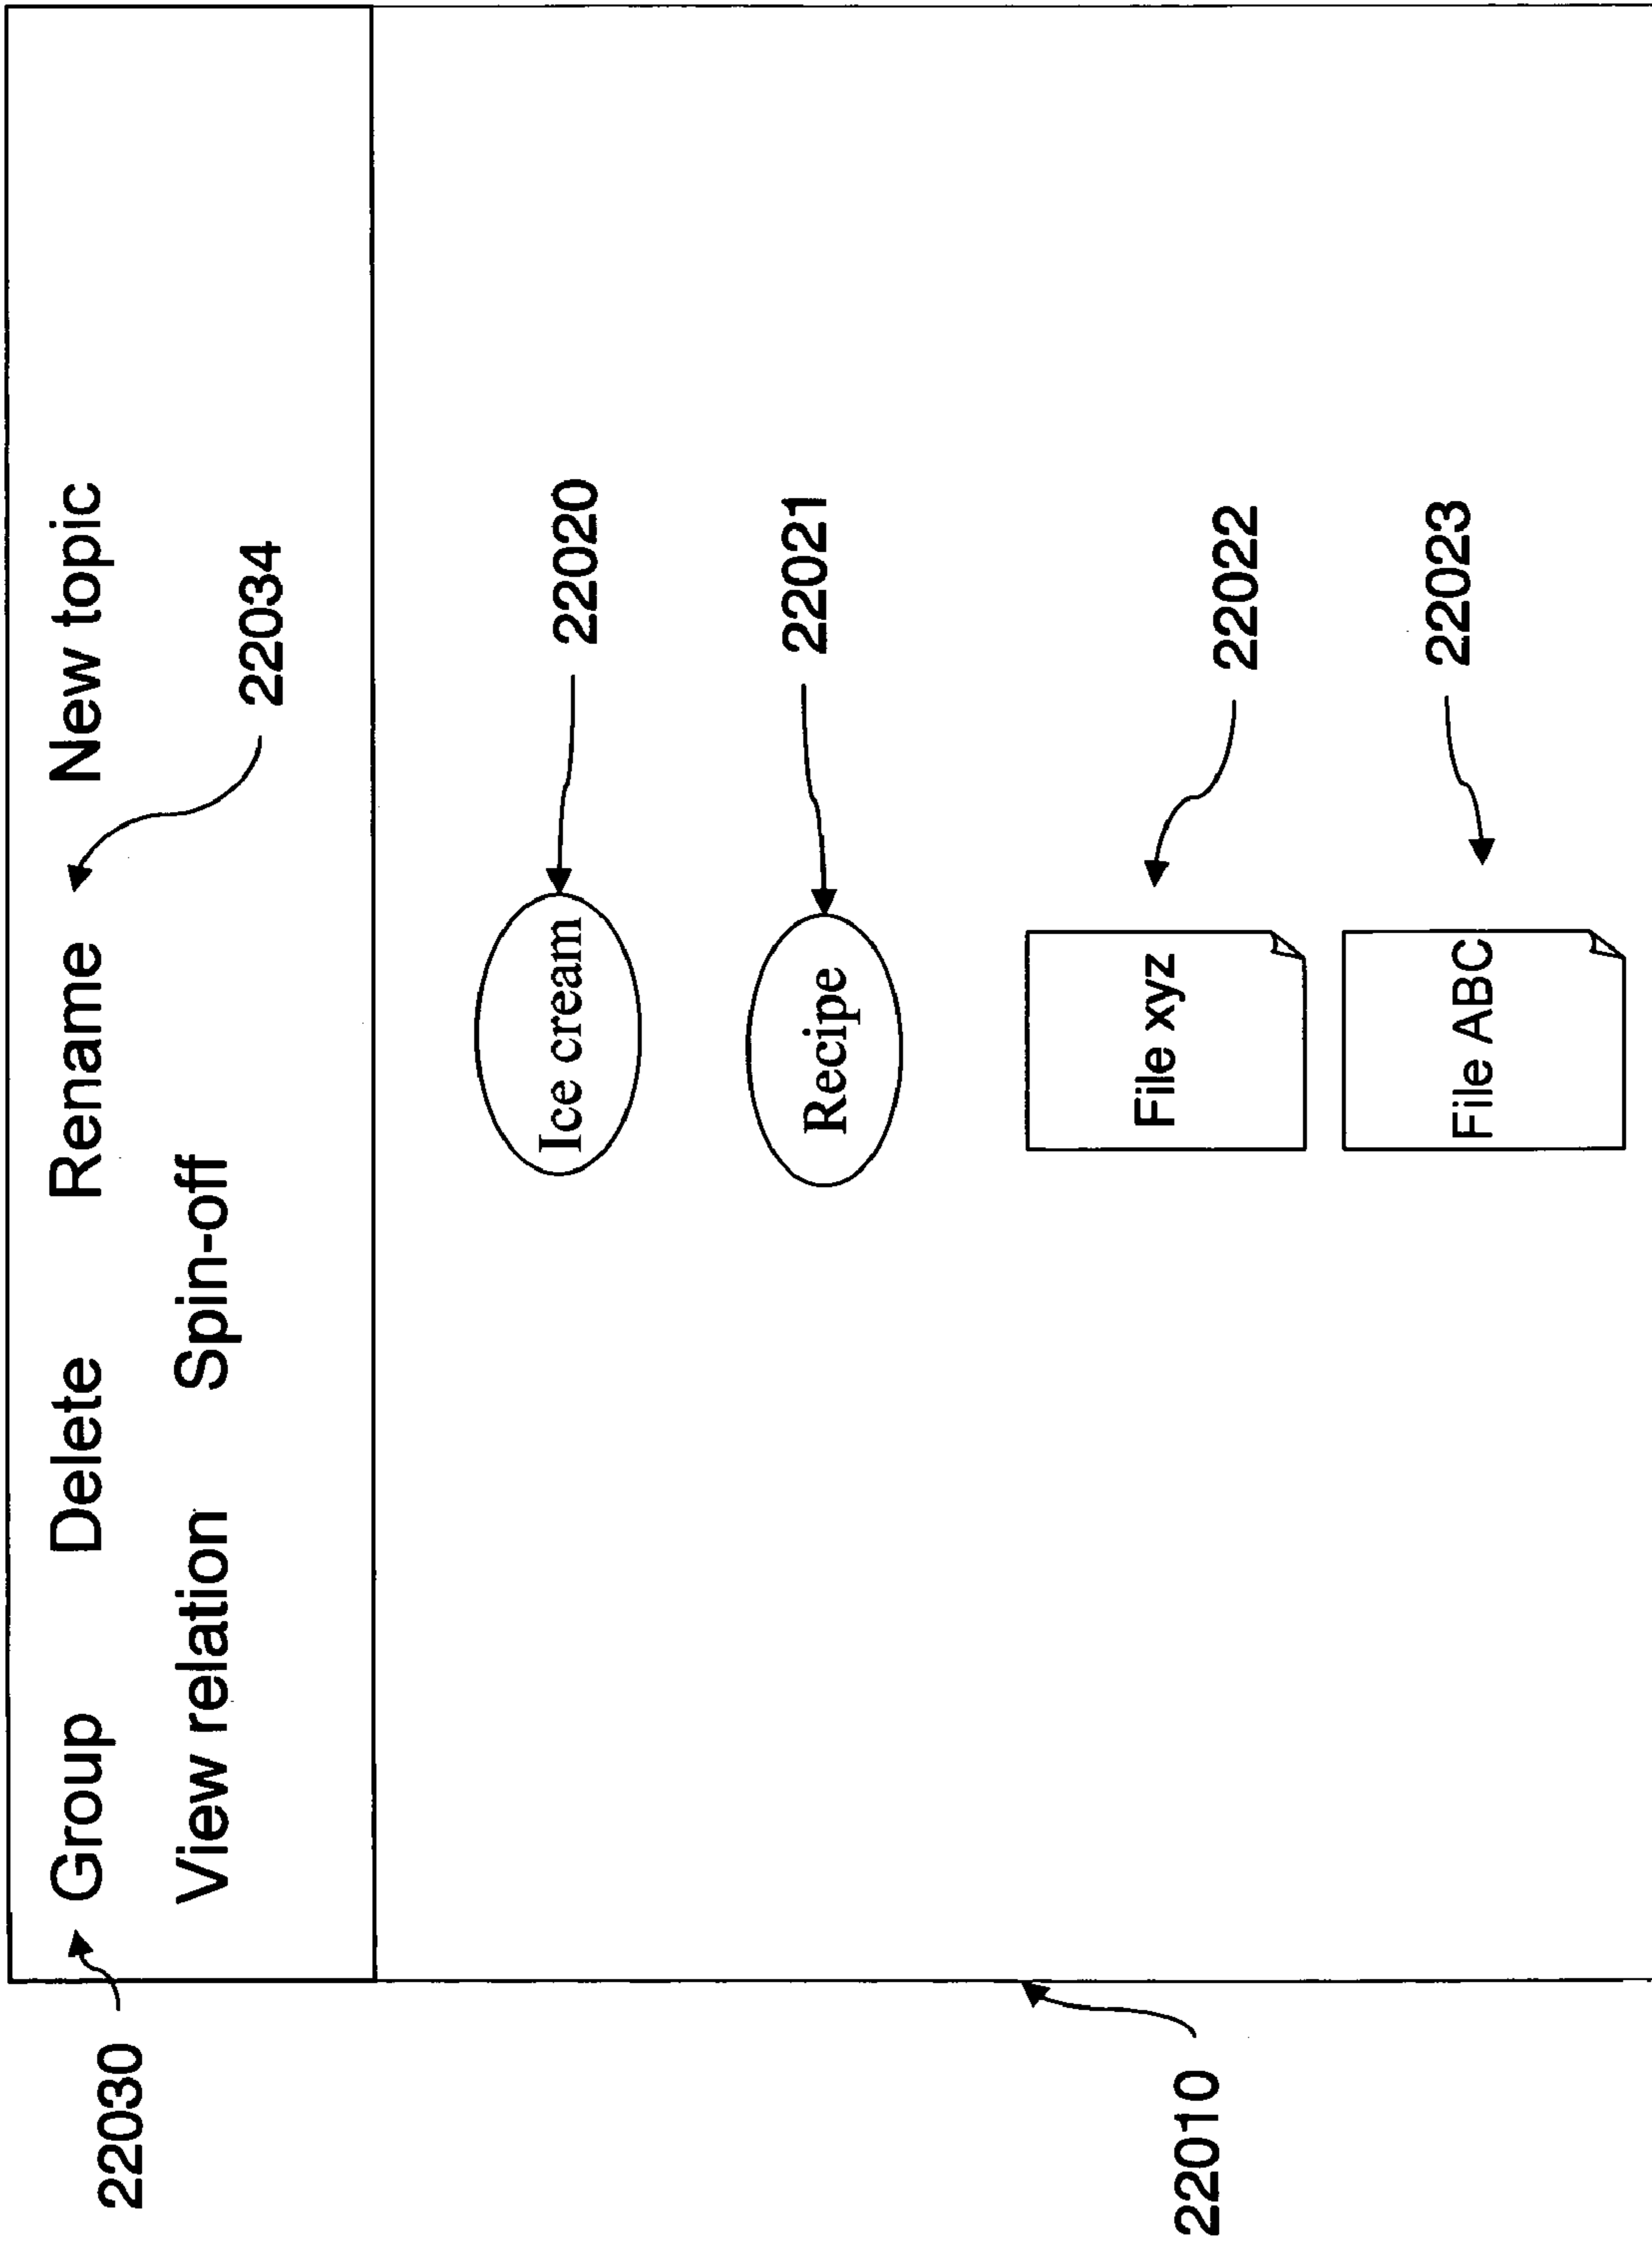 22030
Group Delete Rename New topic
View relation Spin-off
22034
Ice cream
22020
Recipe
22021
22010
File xyz
22022
File ABC
22023